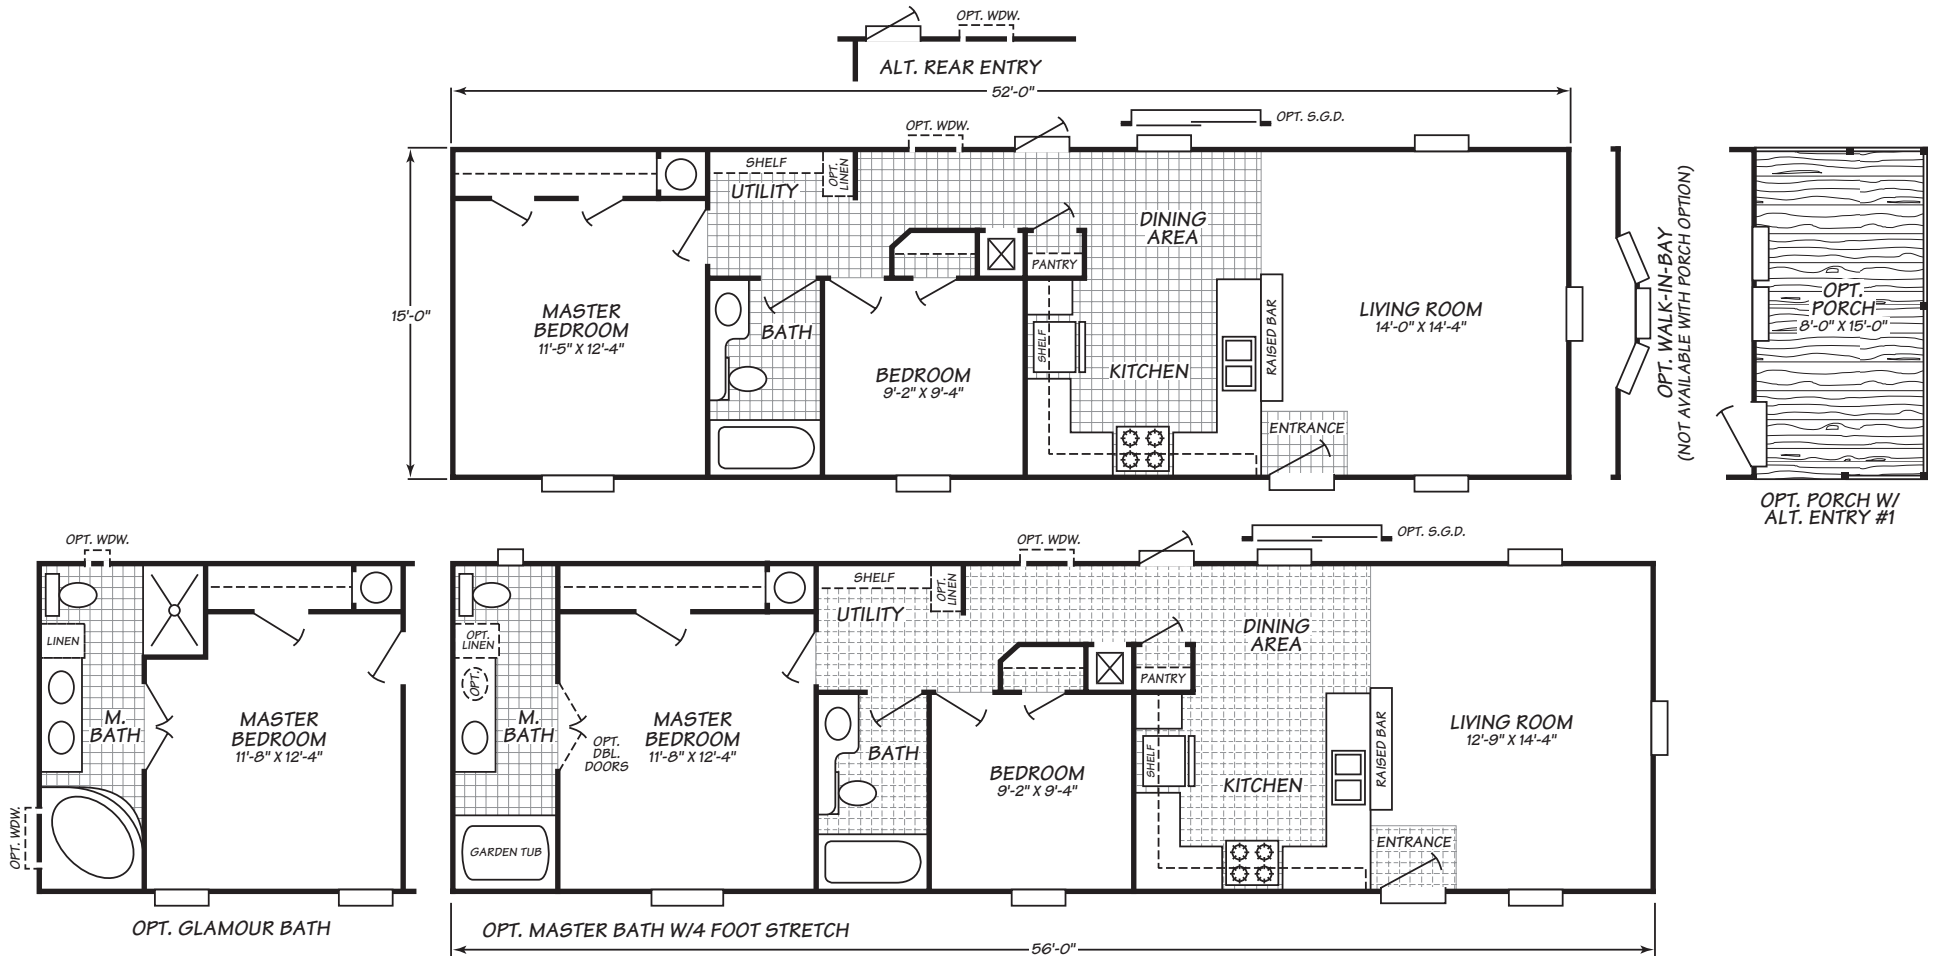 OPT. WDW.
ALT. REAR ENTRY
52'-0"
OPT. S.G.D.
OPT. WDW.
SHELF
OPT.
LINEN
UTILITY
DINING
AREA
PANTRY
15'-0"
MASTER
BEDROOM
11'-5" X 12'-4"
BATH
BEDROOM
9'-2" X 9'-4"
SHELF
KITCHEN
RAISED BAR
ENTRANCE
LIVING ROOM
14'-0" X 14'-4"
OPT. WALK-IN-BAY
(NOT AVAILABLE WITH PORCH OPTION)
OPT.
PORCH
8'-0" X 15'-0"
OPT. PORCH W/
ALT. ENTRY #1
OPT. WDW.
LINEN
M.
BATH
MASTER
BEDROOM
11'-8" X 12'-4"
OPT. WDW.
OPT. GLAMOUR BATH
OPT. WDW.
OPT. S.G.D.
OPT.
LINEN
OPT.
M.
BATH
OPT.
DBL.
DOORS
GARDEN TUB
MASTER
BEDROOM
11'-8" X 12'-4"
SHELF
OPT.
LINEN
UTILITY
DINING
AREA
PANTRY
BATH
BEDROOM
9'-2" X 9'-4"
SHELF
KITCHEN
RAISED BAR
ENTRANCE
LIVING ROOM
12'-9" X 14'-4"
OPT. MASTER BATH W/4 FOOT STRETCH
56'-0"